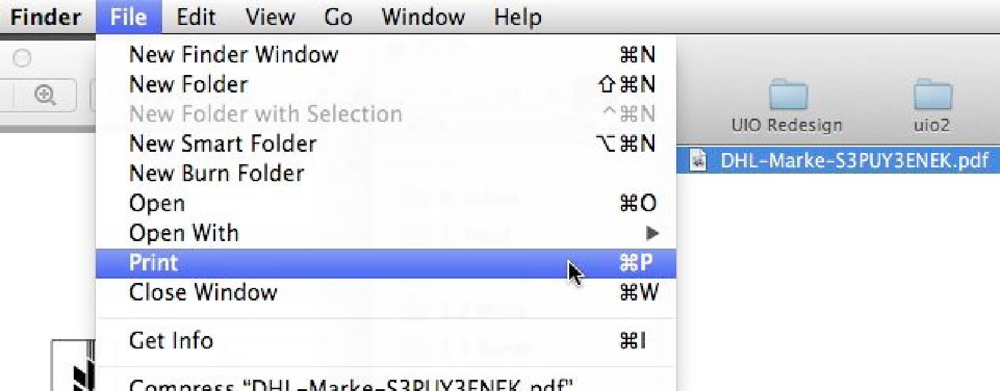 Finder File Edit View Go Window Help
New Finder Window ⌘N
New Folder ⇧⌘N
New Folder with Selection ^⌘N
New Smart Folder ⌥⌘N
New Burn Folder
Open ⌘O
Open With ▶
Print ⌘P
Close Window ⌘W
Get Info ⌘I
Compress “DHL-Marke-S3PUY3ENEK.pdf”
UIO Redesign uio2
DHL-Marke-S3PUY3ENEK.pdf